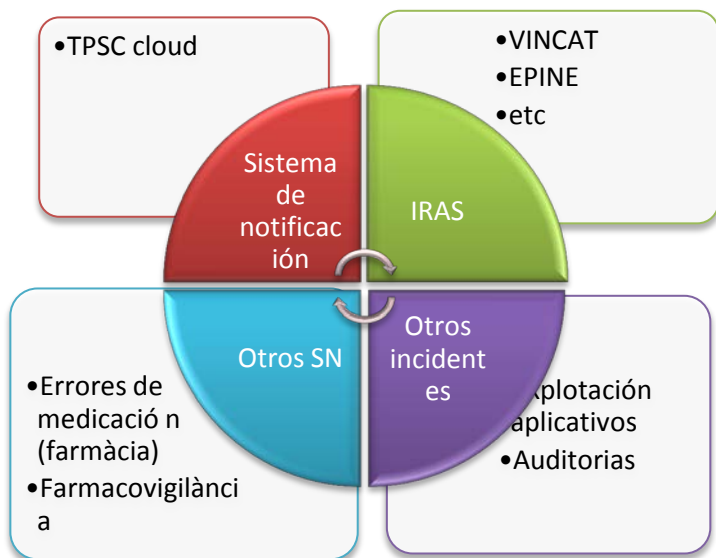 •TPSC cloud
•VINCAT
•EPINE
•etc
Sistema
de
notificac
ión
IRAS
Otros SN
Otros
incident
es
•Errores de
medicació n
(farmàcia)
•Farmacovigilànci
a
xplotación
aplicativos
•Auditorias